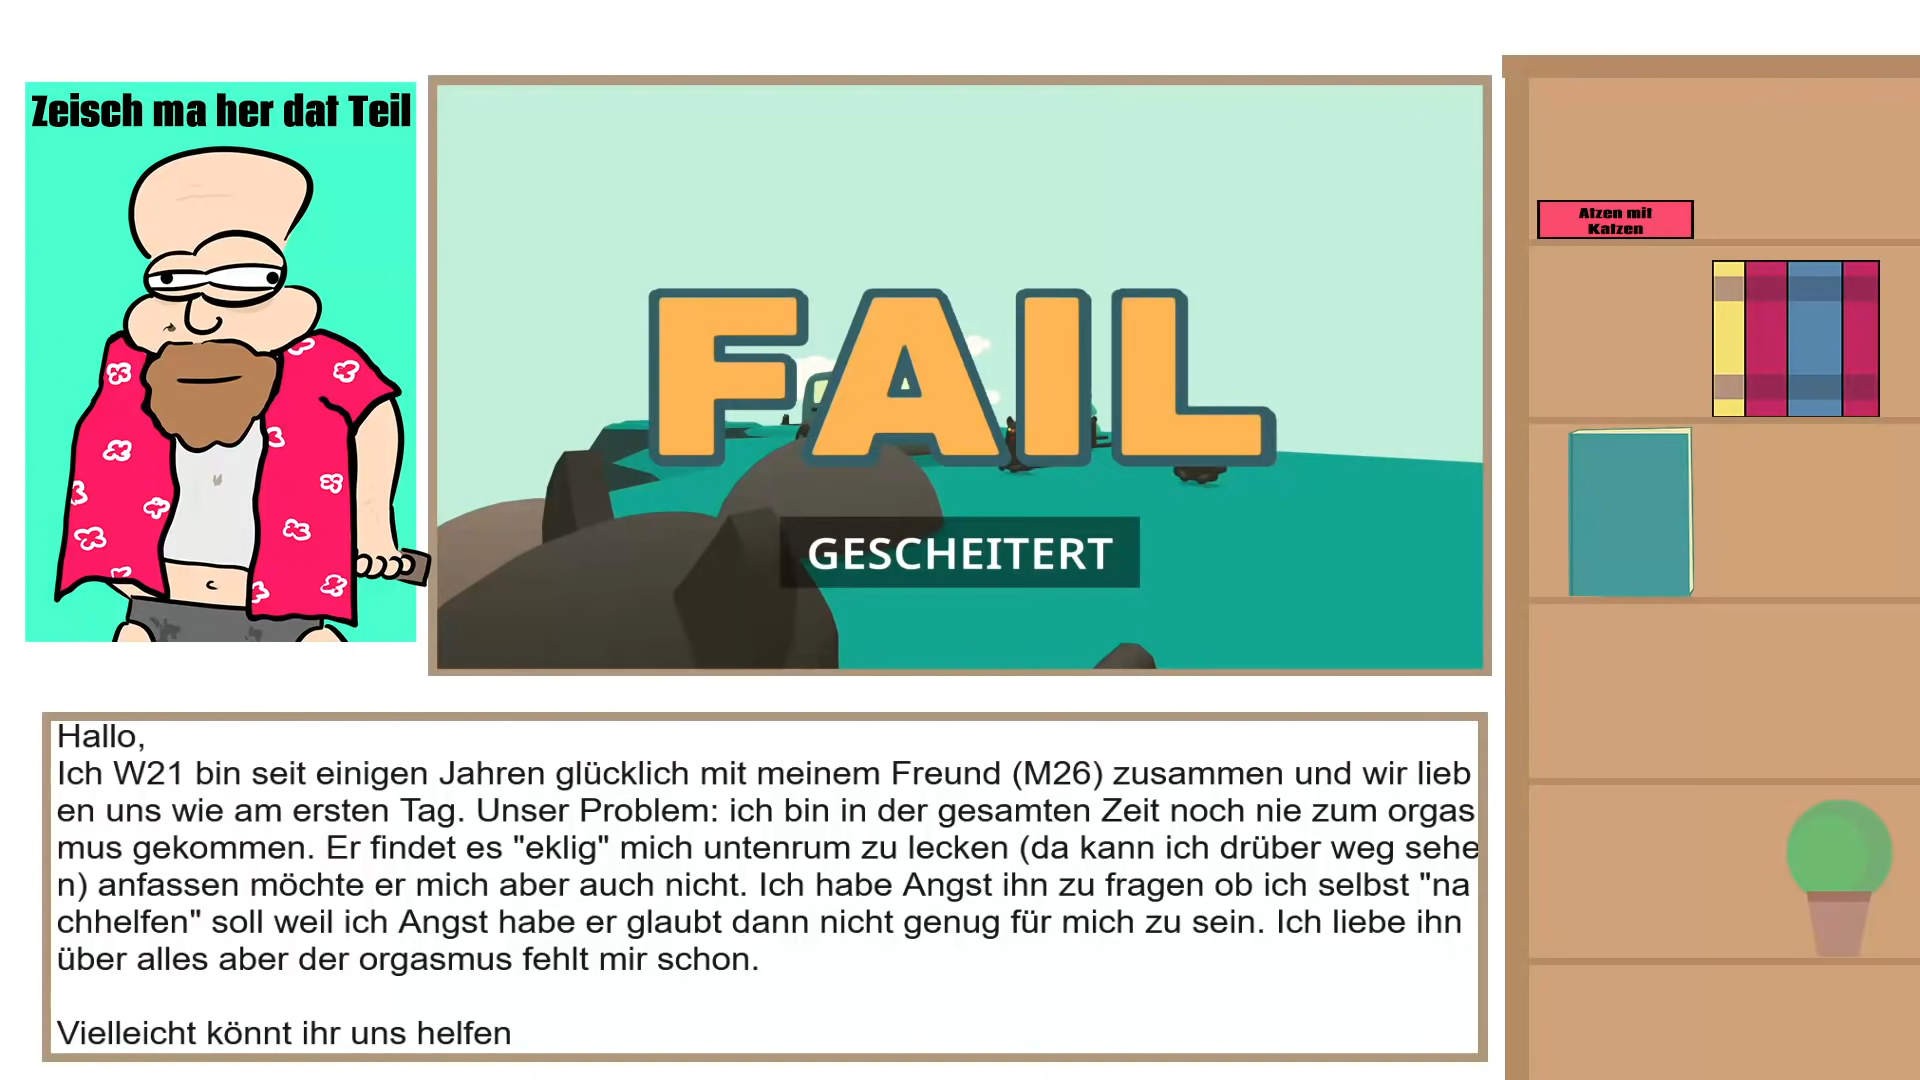 Zeisch ma her dat Teil
FAIL
GESCHEITERT
Atzen mit
Katzen
Hallo,
Ich W21 bin seit einigen Jahren glücklich mit meinem Freund (M26) zusammen und wir lieb
en uns wie am ersten Tag. Unser Problem: ich bin in der gesamten Zeit noch nie zum orgas
mus gekommen. Er findet es "eklig" mich untenrum zu lecken (da kann ich drüber weg sehe
n) anfassen möchte er mich aber auch nicht. Ich habe Angst ihn zu fragen ob ich selbst "na
chhelfen" soll weil ich Angst habe er glaubt dann nicht genug für mich zu sein. Ich liebe ihn
über alles aber der orgasmus fehlt mir schon.
Vielleicht könnt ihr uns helfen